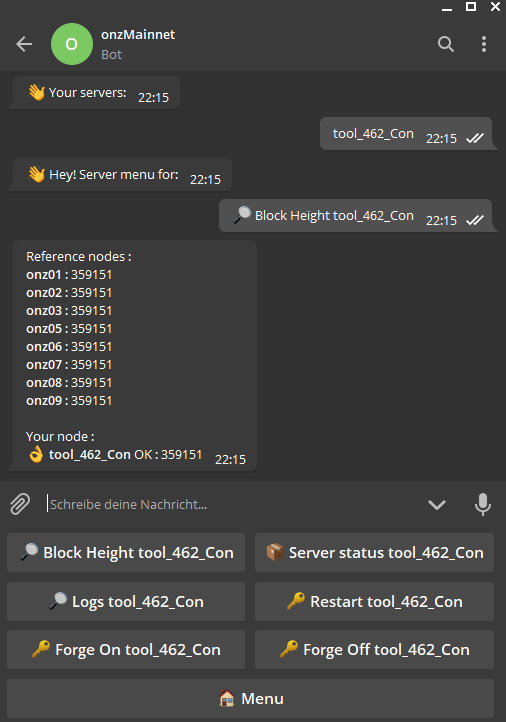 onzMainnet
O
Bot
👋 Your servers: 22:15
tool_462_Con 22:15
👋 Hey! Server menu for: 22:15
🔎 Block Height tool_462_Con 22:15
Reference nodes :
onz01 : 359151
onz02 : 359151
onz03 : 359151
onz05 : 359151
onz06 : 359151
onz07 : 359151
onz08 : 359151
onz09 : 359151
Your node :
👌 tool_462_Con OK : 359151 22:15
Schreibe deine Nachricht...
🔎 Block Height tool_462_Con
📦 Server status tool_462_Con
🔎 Logs tool_462_Con
🔑 Restart tool_462_Con
🔑 Forge On tool_462_Con
🔑 Forge Off tool_462_Con
🏠 Menu